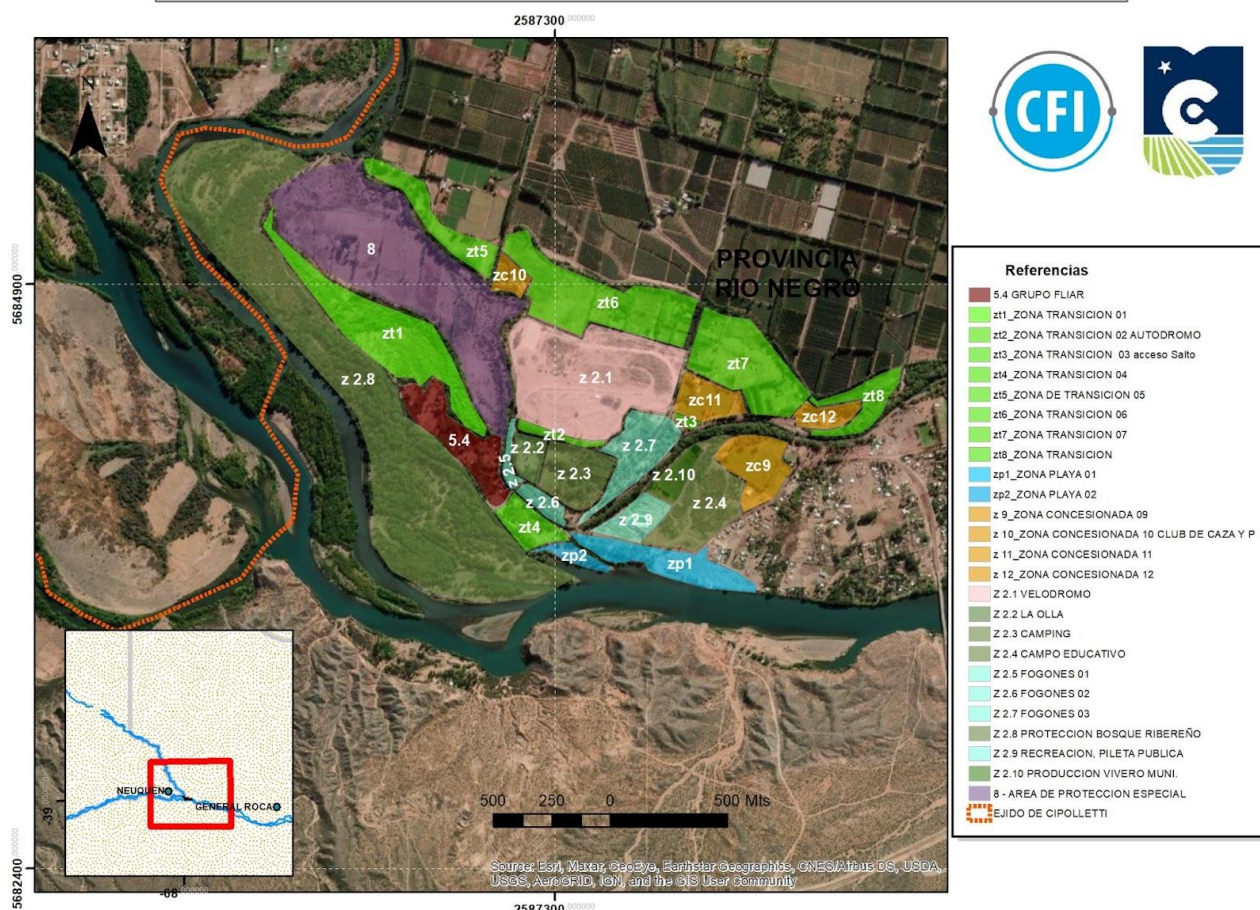 2587300.000000
CFI
C
5684900.000000
N
PROVINCIA
RIO NEGRO
8
zt5
zc10
zt6
zt1
z 2.8
z 2.1
zt7
zc11
zt3
zc12
zt8
5.4
zt2
z 2.2
z 2.5
z 2.3
z 2.7
z 2.10
zc9
z 2.4
z 2.6
zt4
z 2.9
zp2
zp1
Referencias
5.4 GRUPO FLIAR
zt1_ZONA TRANSICION 01
zt2_ZONA TRANSICION 02 AUTODROMO
zt3_ZONA TRANSICION 03 acceso Salto
zt4_ZONA TRANSICION 04
zt5_ZONA DE TRANSICION 05
zt6_ZONA TRANSICION 06
zt7_ZONA TRANSICION 07
zt8_ZONA TRANSICION
zp1_ZONA PLAYA 01
zp2_ZONA PLAYA 02
z 9_ZONA CONCESIONADA 09
z 10_ZONA CONCESIONADA 10 CLUB DE CAZA Y P
z 11_ZONA CONCESIONADA 11
z 12_ZONA CONCESIONADA 12
Z 2.1 VELODROMO
Z 2.2 LA OLLA
Z 2.3 CAMPING
Z 2.4 CAMPO EDUCATIVO
Z 2.5 FOGONES 01
Z 2.6 FOGONES 02
Z 2.7 FOGONES 03
Z 2.8 PROTECCION BOSQUE RIBEREÑO
Z 2.9 RECREACION, PILETA PUBLICA
Z 2.10 PRODUCCION VIVERO MUNI.
8 - AREA DE PROTECCION ESPECIAL
EJIDO DE CIPOLLETTI
NEUQUÉN
GENERAL ROCA
-39
-68
500 250 0 500 Mts
Source: Esri, Maxar, GeoEye, Earthstar Geographics, CNES/Airbus DS, USDA,
USGS, AeroGRID, IGN, and the GIS User Community
5682400.000000
2587300.000000